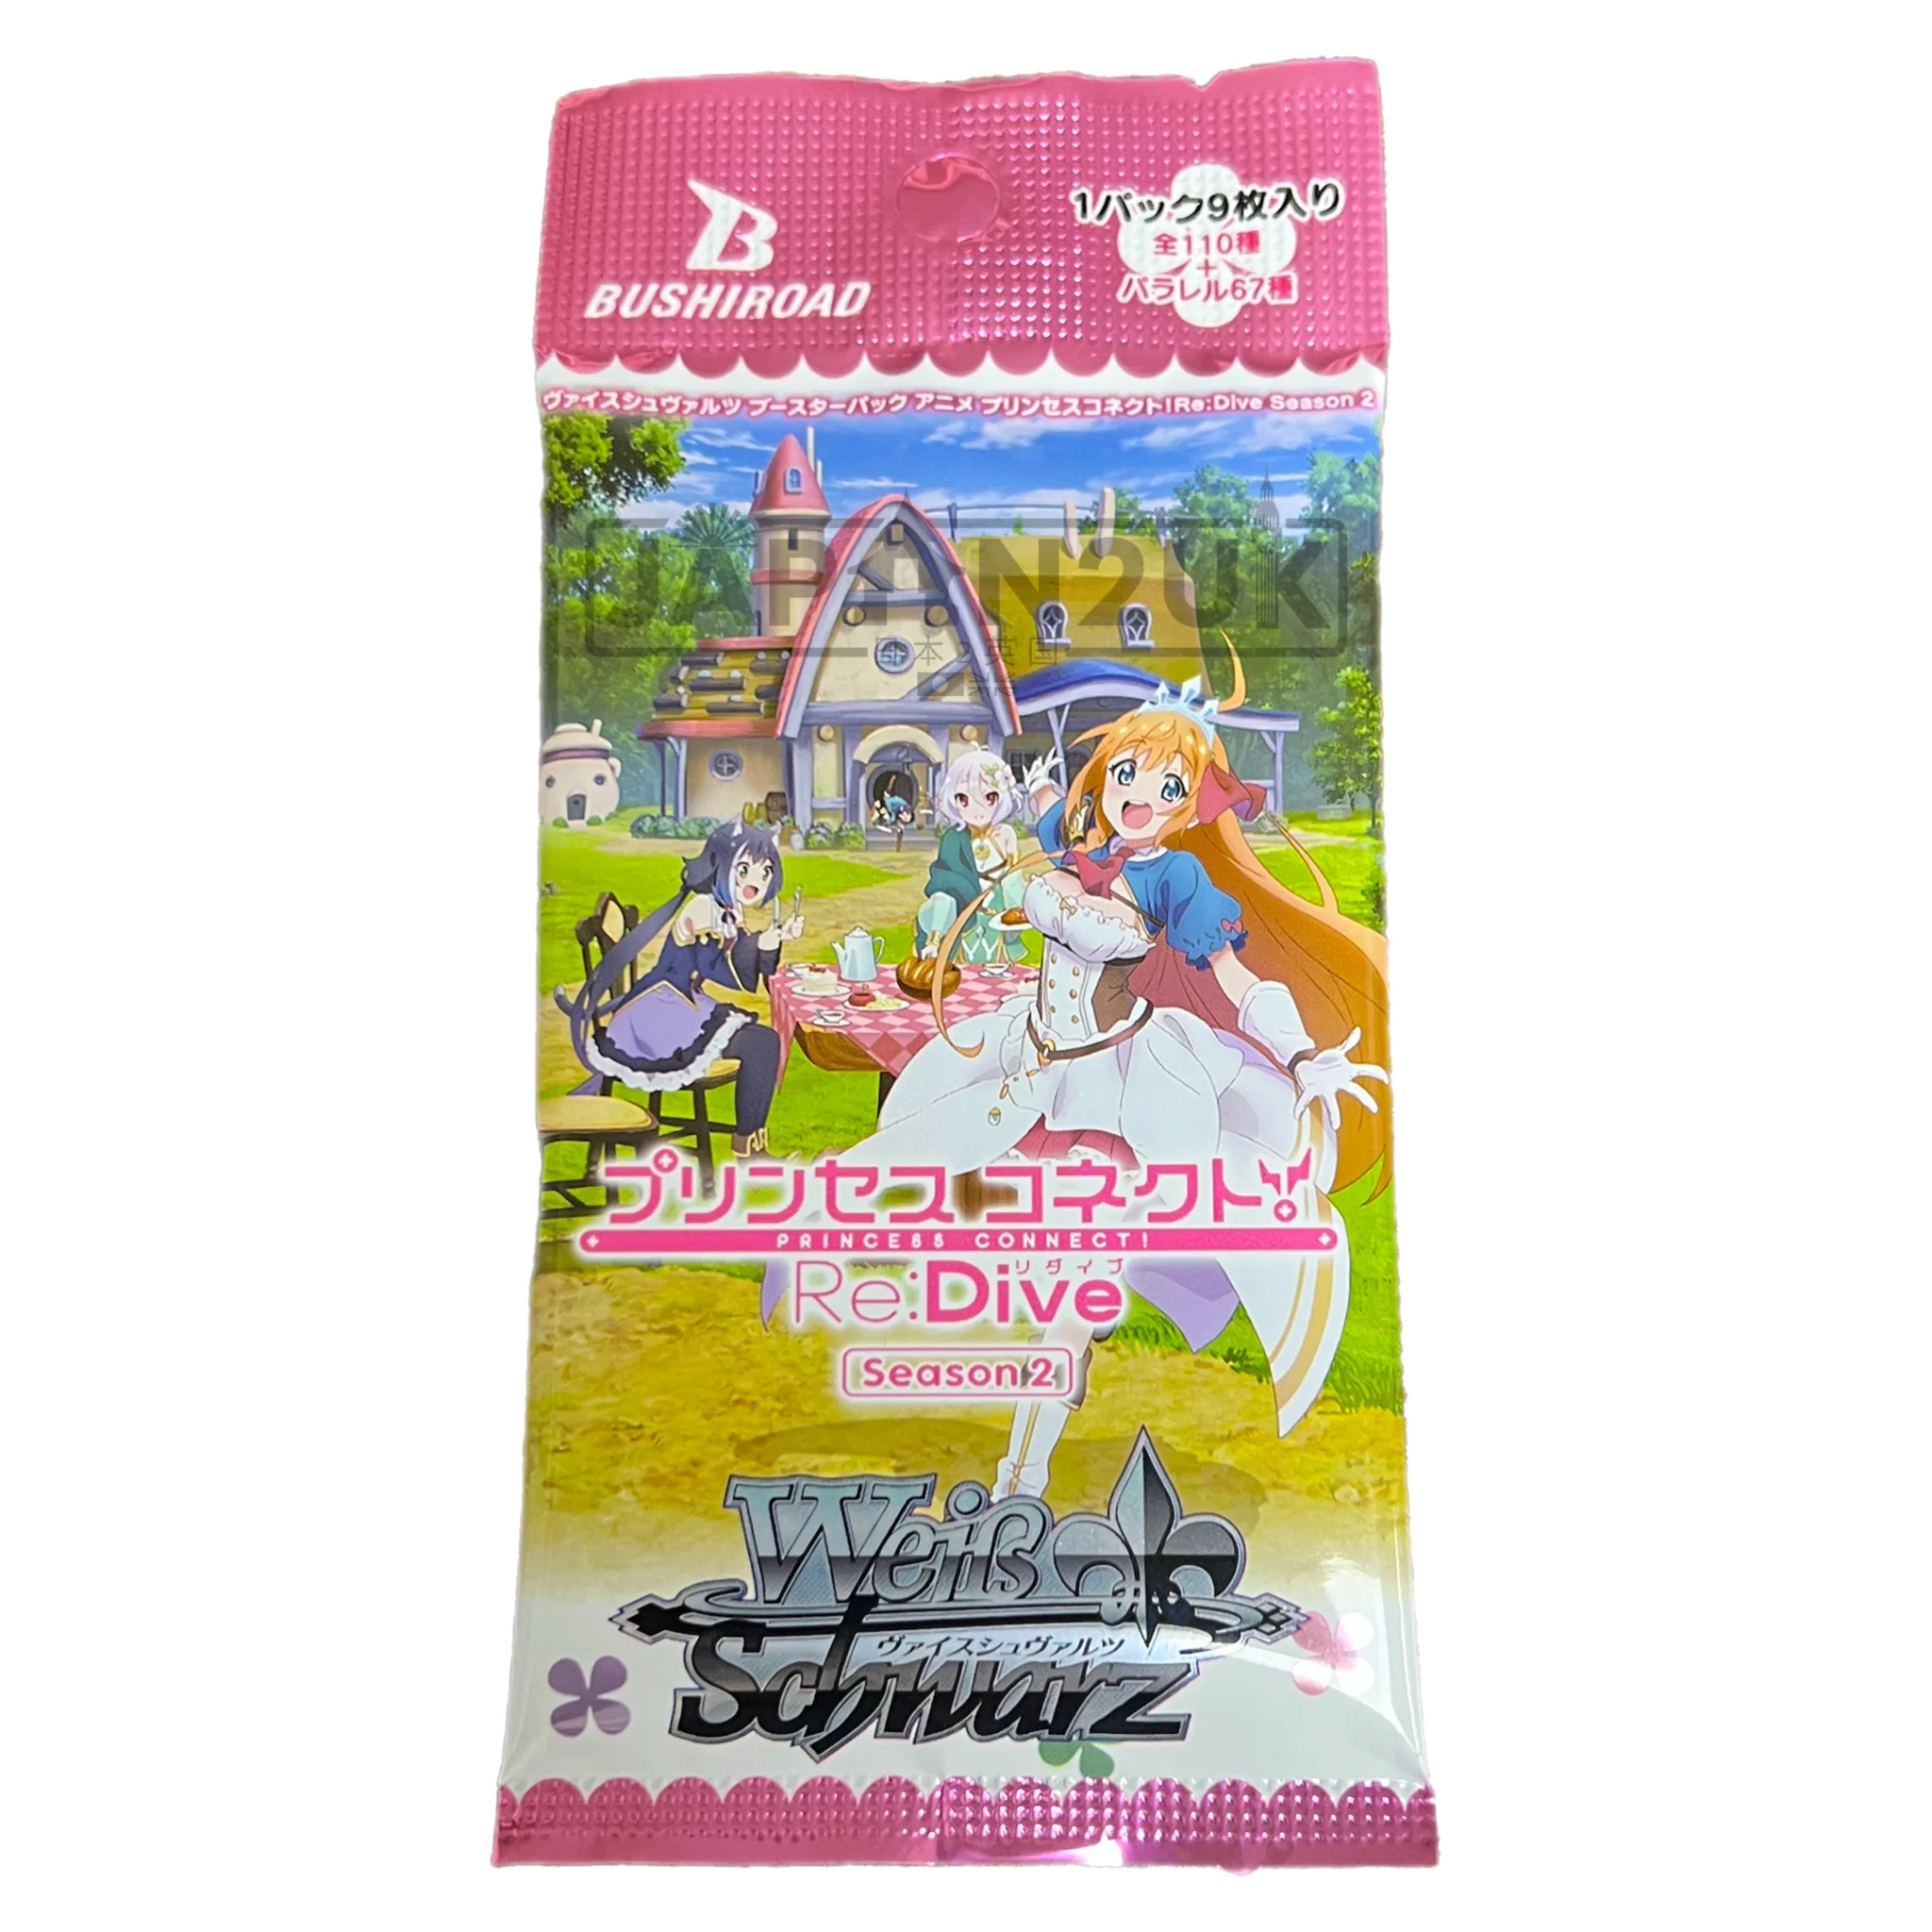 B
BUSHIROAD
1パック9枚入り
全110種
+
パラレル67種
ヴァイスシュヴァルツ ブースターパック アニメ プリンセスコネクト!Re:Dive Season 2
JAPAN2UK
日本2英国
プリンセスコネクト!
PRINCESS CONNECT!
リダイブ
Re:Dive
Season 2
Weiß
ヴァイスシュヴァルツ
Schwarz